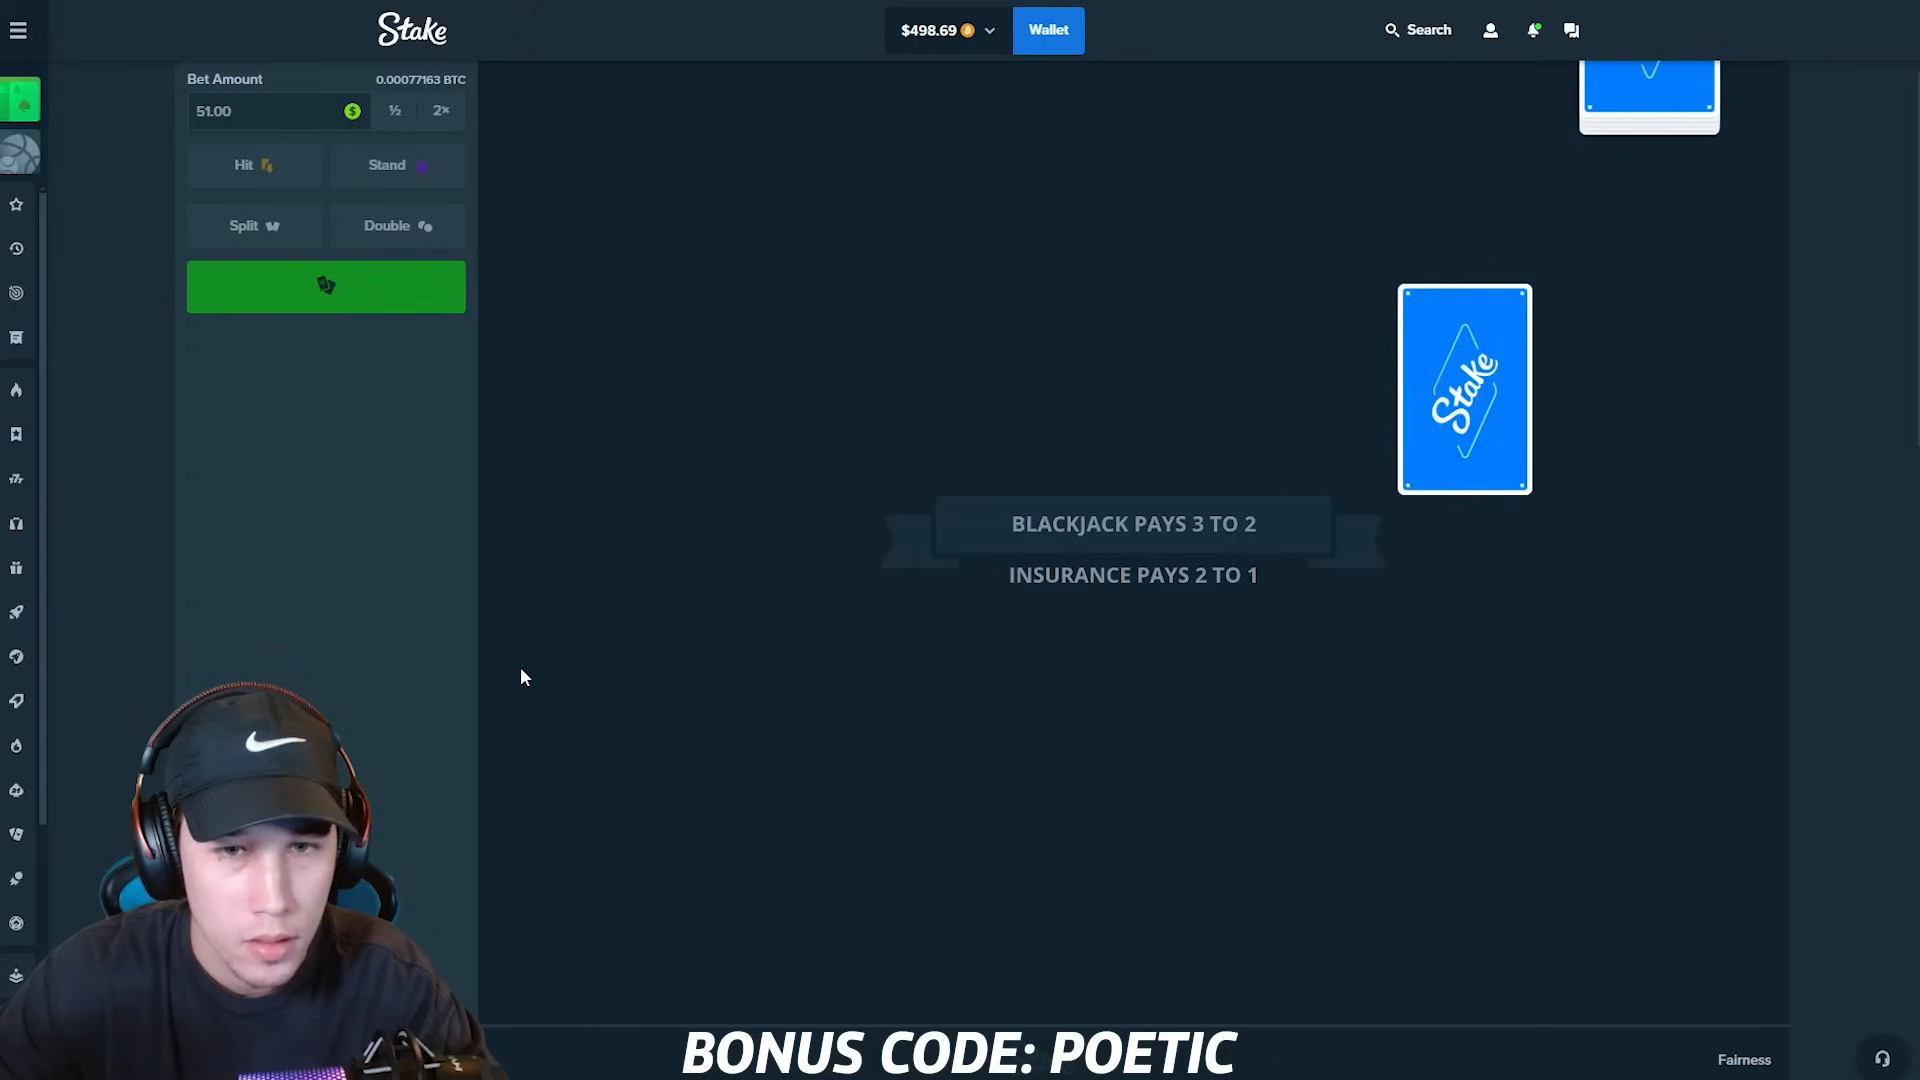 Stake
$498.69
Wallet
Search
Bet Amount
0.00077163 BTC
51.00
$
½
2×
Hit
Stand
Split
Double
Stake
BLACKJACK PAYS 3 TO 2
INSURANCE PAYS 2 TO 1
BONUS CODE: POETIC
Fairness